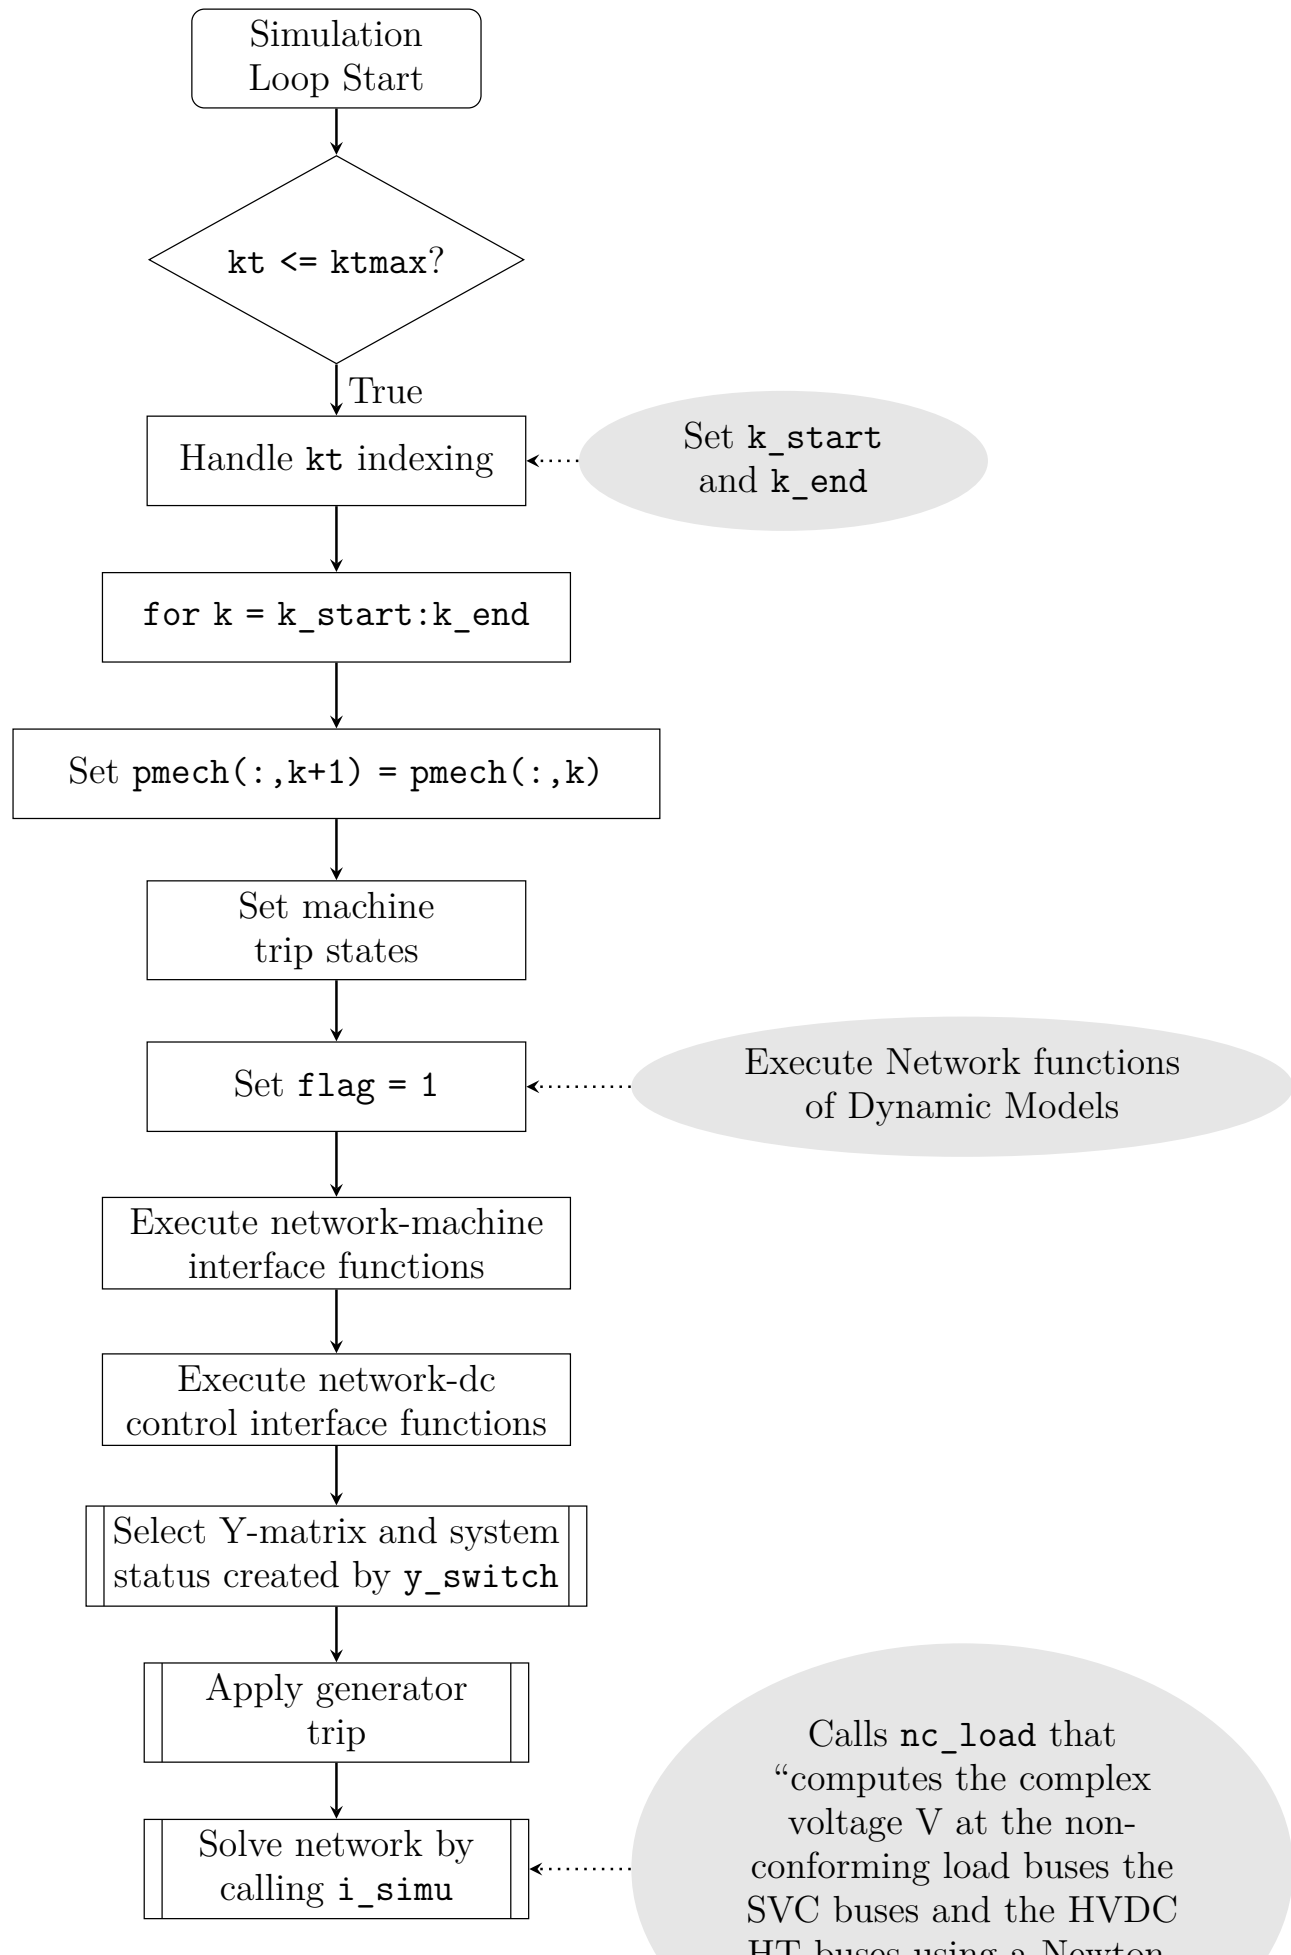 Simulation
Loop Start
kt <= ktmax?
True
Handle kt indexing
Set k_start
and k_end
for k = k_start:k_end
Set pmech(:,k+1) = pmech(:,k)
Set machine
trip states
Set flag = 1
Execute Network functions
of Dynamic Models
Execute network-machine
interface functions
Execute network-dc
control interface functions
Select Y-matrix and system
status created by y_switch
Apply generator
trip
Solve network by
calling i_simu
Calls nc_load that
“computes the complex
voltage V at the non-
conforming load buses the
SVC buses and the HVDC
HT buses using a Newton